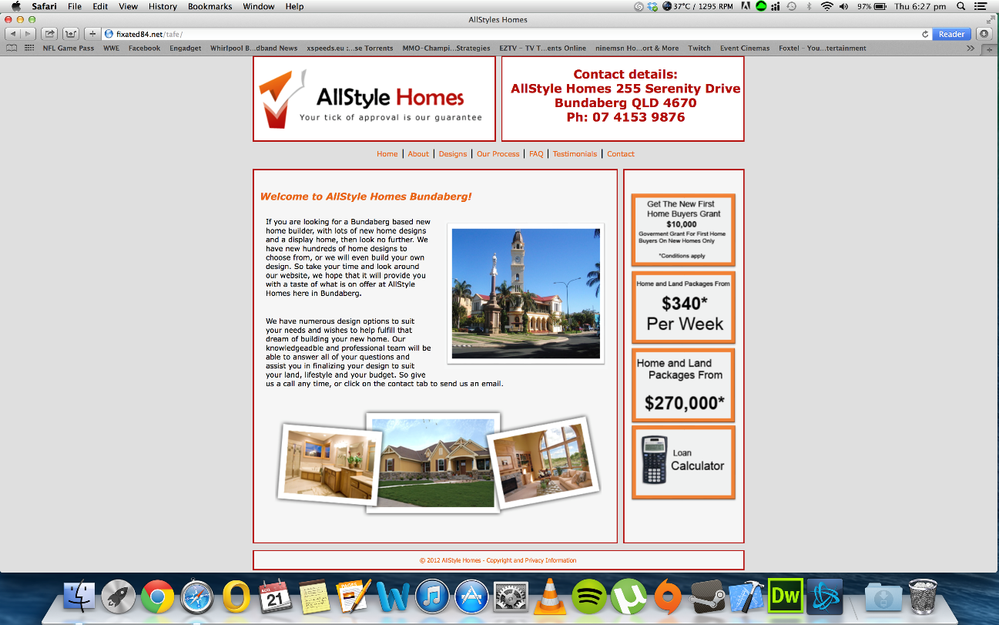 Safari File Edit View History Bookmarks Window Help
37°C / 1295 RPM 97% Thu 6:27 pm
AllStyles Homes
fixated84.net/tafe/
Reader
NFL Game Pass WWE Facebook Engadget Whirlpool B...dband News xspeeds.eu :...se Torrents MMO-Champi...Strategies EZTV - TV T...ents Online ninemsn Ho...ort & More Twitch Event Cinemas Foxtel - You...tertainment
AllStyle Homes
Your tick of approval is our guarantee
Contact details:
AllStyle Homes 255 Serenity Drive
Bundaberg QLD 4670
Ph: 07 4153 9876
Home | About | Designs | Our Process | FAQ | Testimonials | Contact
Welcome to AllStyle Homes Bundaberg!
If you are looking for a Bundaberg based new
home builder, with lots of new home designs
and a display home, then look no further. We
have new hundreds of home designs to
choose from, or we will even build your own
design. So take your time and look around
our website, we hope that it will provide you
with a taste of what is on offer at AllStyle
Homes here in Bundaberg.
We have numerous design options to suit
your needs and wishes to help fulfill that
dream of building your new home. Our
knowledgeadble and professional team will be
able to answer all of your questions and
assist you in finalizing your design to suit
your land, lifestyle and your budget. So give
us a call any time, or click on the contact tab to send us an email.
Get The New First
Home Buyers Grant
$10,000
Goverment Grant For First Home
Buyers On New Homes Only
*Conditions apply
Home and Land Packages From
$340*
Per Week
Home and Land
Packages From
$270,000*
Loan
Calculator
© 2012 AllStyle Homes - Copyright and Privacy Information
AUG
21
PAGES
W
Dw